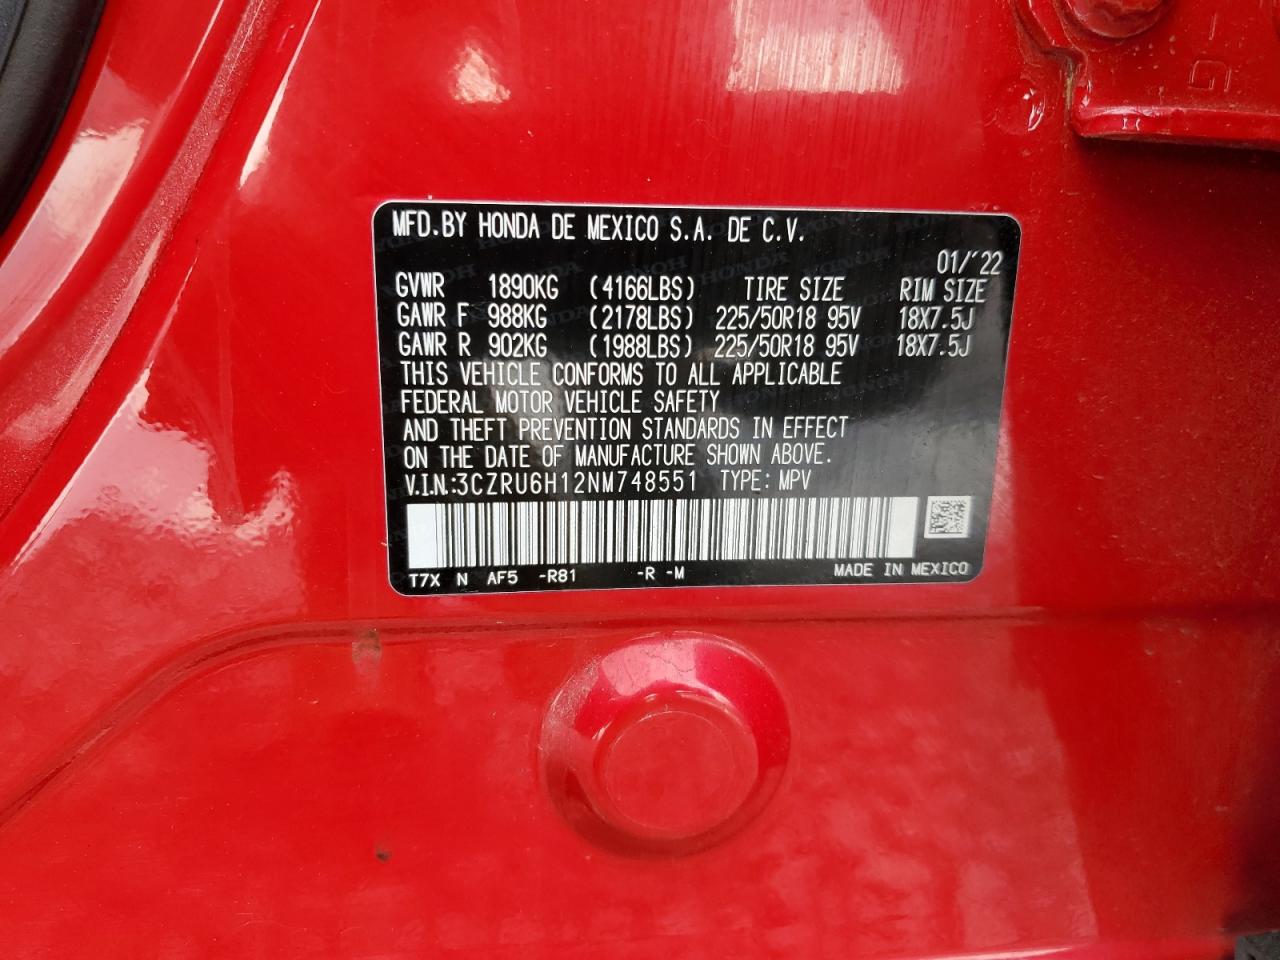 MFD.BY HONDA DE MEXICO S.A. DE C.V.
01/'22
GVWR 1890KG (4166LBS) TIRE SIZE RIM SIZE
GAWR F 988KG (2178LBS) 225/50R18 95V 18X7.5J
GAWR R 902KG (1988LBS) 225/50R18 95V 18X7.5J
THIS VEHICLE CONFORMS TO ALL APPLICABLE
FEDERAL MOTOR VEHICLE SAFETY
AND THEFT PREVENTION STANDARDS IN EFFECT
ON THE DATE OF MANUFACTURE SHOWN ABOVE.
V.I.N.:3CZRU6H12NM748551 TYPE: MPV
T7X N AF5 -R81 -R -M MADE IN MEXICO